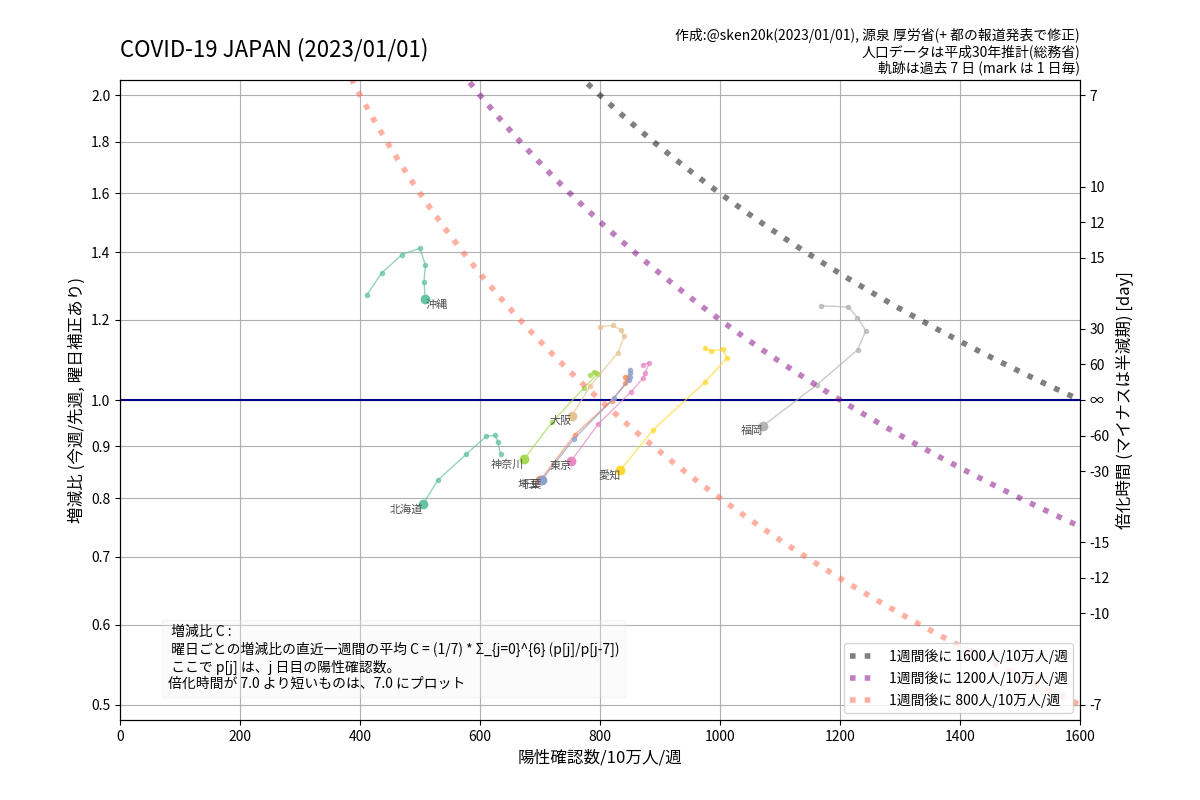 COVID-19 JAPAN (2023/01/01)
作成:@sken20k(2023/01/01), 源泉 厚労省(+ 都の報道発表で修正)
人口データは平成30年推計(総務省)
軌跡は過去 7 日 (mark は 1 日毎)
増減比 (今週/先週, 曜日補正あり)
2.0
1.8
1.6
1.4
1.2
1.0
0.9
0.8
0.7
0.6
0.5
沖縄
大阪
福岡
神奈川
東京
愛知
千葉
北海道
7
10
12
15
30
60
∞
-60
-30
-15
-12
-10
-7
倍化時間 (マイナスは半減期) [day]
増減比 C :
曜日ごとの増減比の直近一週間の平均 C = (1/7) * Σ_{j=0}^{6} (p[j]/p[j-7])
ここで p[j] は、j 日目の陽性確認数。
倍化時間が 7.0 より短いものは、7.0 にプロット
1週間後に 1600人/10万人/週
1週間後に 1200人/10万人/週
1週間後に 800人/10万人/週
0 200 400 600 800 1000 1200 1400 1600
陽性確認数/10万人/週